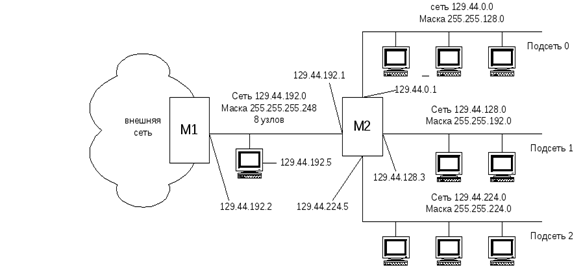 сеть 129.44.0.0
Маска 255.255.128.0
Подсеть 0
129.44.192.1
129.44.0.1
Сеть 129.44.192.0
Маска 255.255.255.248
8 узлов
внешняя
сеть
М1
М2
Сеть 129.44.128.0
Маска 255.255.192.0
Подсеть 1
129.44.192.5
129.44.128.3
129.44.192.2
129.44.224.5
Сеть 129.44.224.0
Маска 255.255.224.0
Подсеть 2